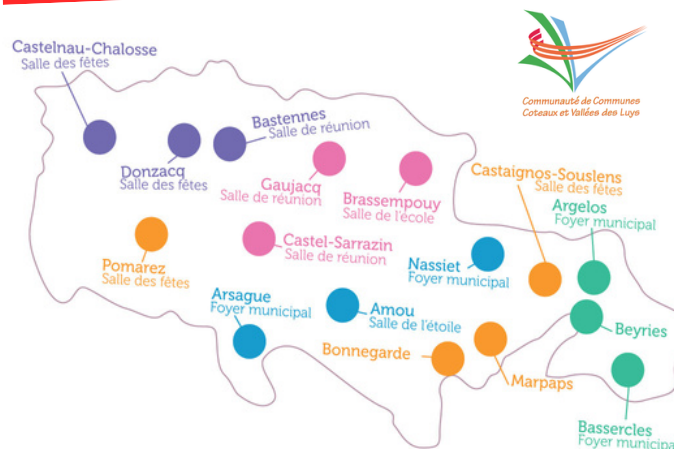 Communauté de Communes
Coteaux et Vallées des Luys
Castelnau-Chalosse
Salle des fêtes
Bastennes
Salle de réunion
Donzacq
Salle des fêtes
Gaujacq
Salle de réunion
Brassempouy
Salle de l'école
Castaignos-Souslens
Salle des fêtes
Argelos
Foyer municipal
Castel-Sarrazin
Salle de réunion
Pomarez
Salle des fêtes
Nassiet
Foyer municipal
Arsague
Foyer municipal
Amou
Salle de l'étoile
Beyries
Bonnegarde
Marpaps
Bassercles
Foyer municipal